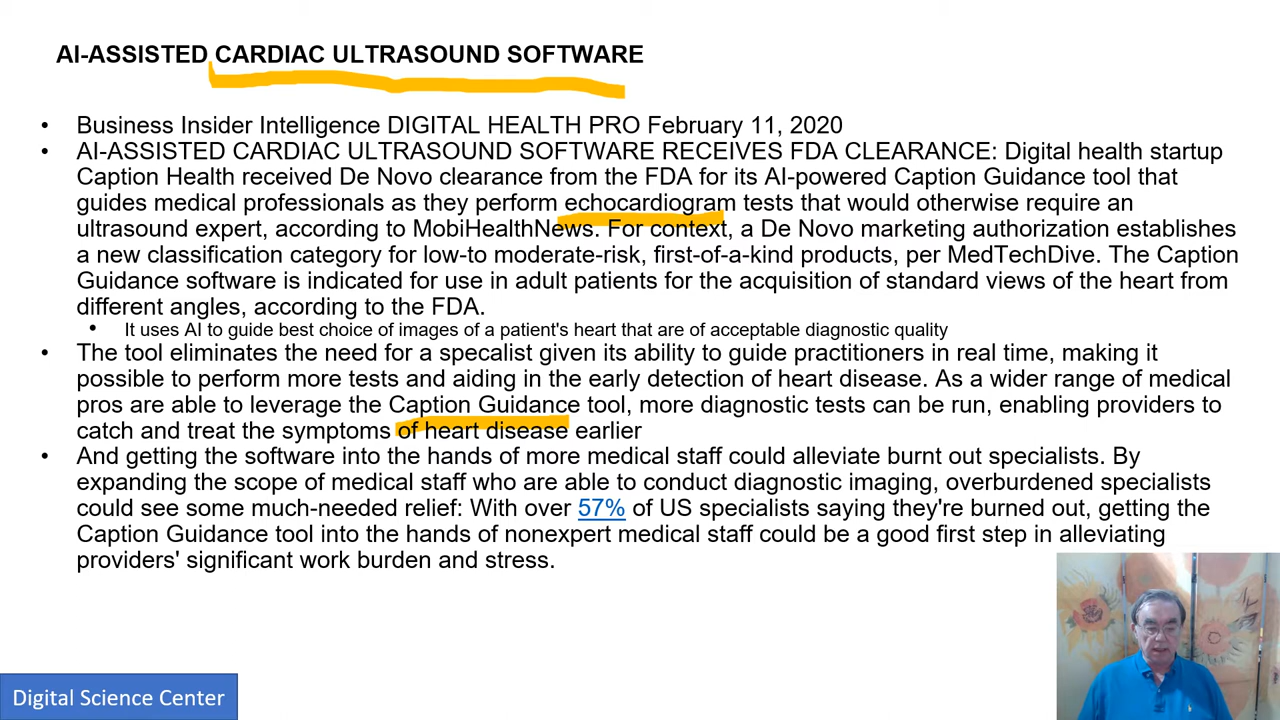 AI-ASSISTED CARDIAC ULTRASOUND SOFTWARE
• Business Insider Intelligence DIGITAL HEALTH PRO February 11, 2020
• AI-ASSISTED CARDIAC ULTRASOUND SOFTWARE RECEIVES FDA CLEARANCE: Digital health startup
Caption Health received De Novo clearance from the FDA for its AI-powered Caption Guidance tool that
guides medical professionals as they perform echocardiogram tests that would otherwise require an
ultrasound expert, according to MobiHealthNews. For context, a De Novo marketing authorization establishes
a new classification category for low-to moderate-risk, first-of-a-kind products, per MedTechDive. The Caption
Guidance software is indicated for use in adult patients for the acquisition of standard views of the heart from
different angles, according to the FDA.
• It uses AI to guide best choice of images of a patient's heart that are of acceptable diagnostic quality
• The tool eliminates the need for a specalist given its ability to guide practitioners in real time, making it
possible to perform more tests and aiding in the early detection of heart disease. As a wider range of medical
pros are able to leverage the Caption Guidance tool, more diagnostic tests can be run, enabling providers to
catch and treat the symptoms of heart disease earlier
• And getting the software into the hands of more medical staff could alleviate burnt out specialists. By
expanding the scope of medical staff who are able to conduct diagnostic imaging, overburdened specialists
could see some much-needed relief: With over 57% of US specialists saying they're burned out, getting the
Caption Guidance tool into the hands of nonexpert medical staff could be a good first step in alleviating
providers' significant work burden and stress.
Digital Science Center